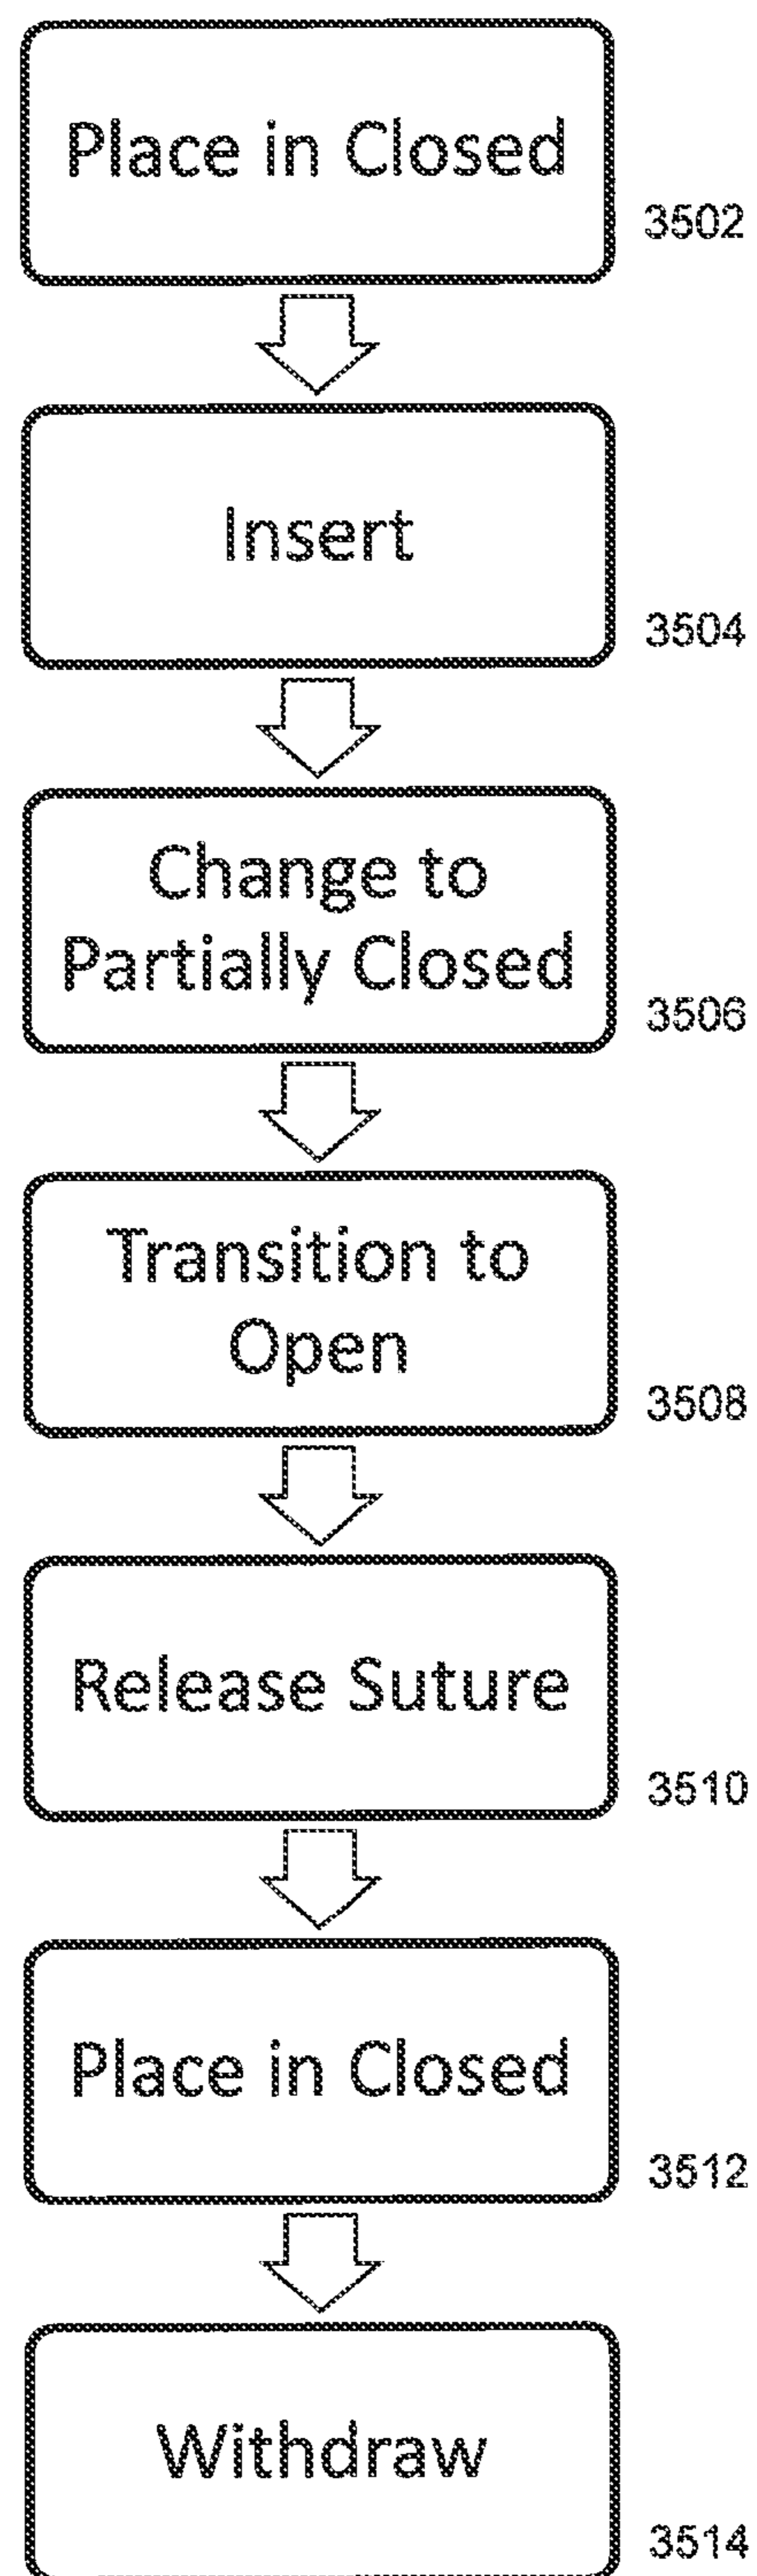 Place in Closed
3502
Insert
3504
Change to
Partially Closed
3506
Transition to
Open
3508
Release Suture
3510
Place in Closed
3512
Withdraw
3514